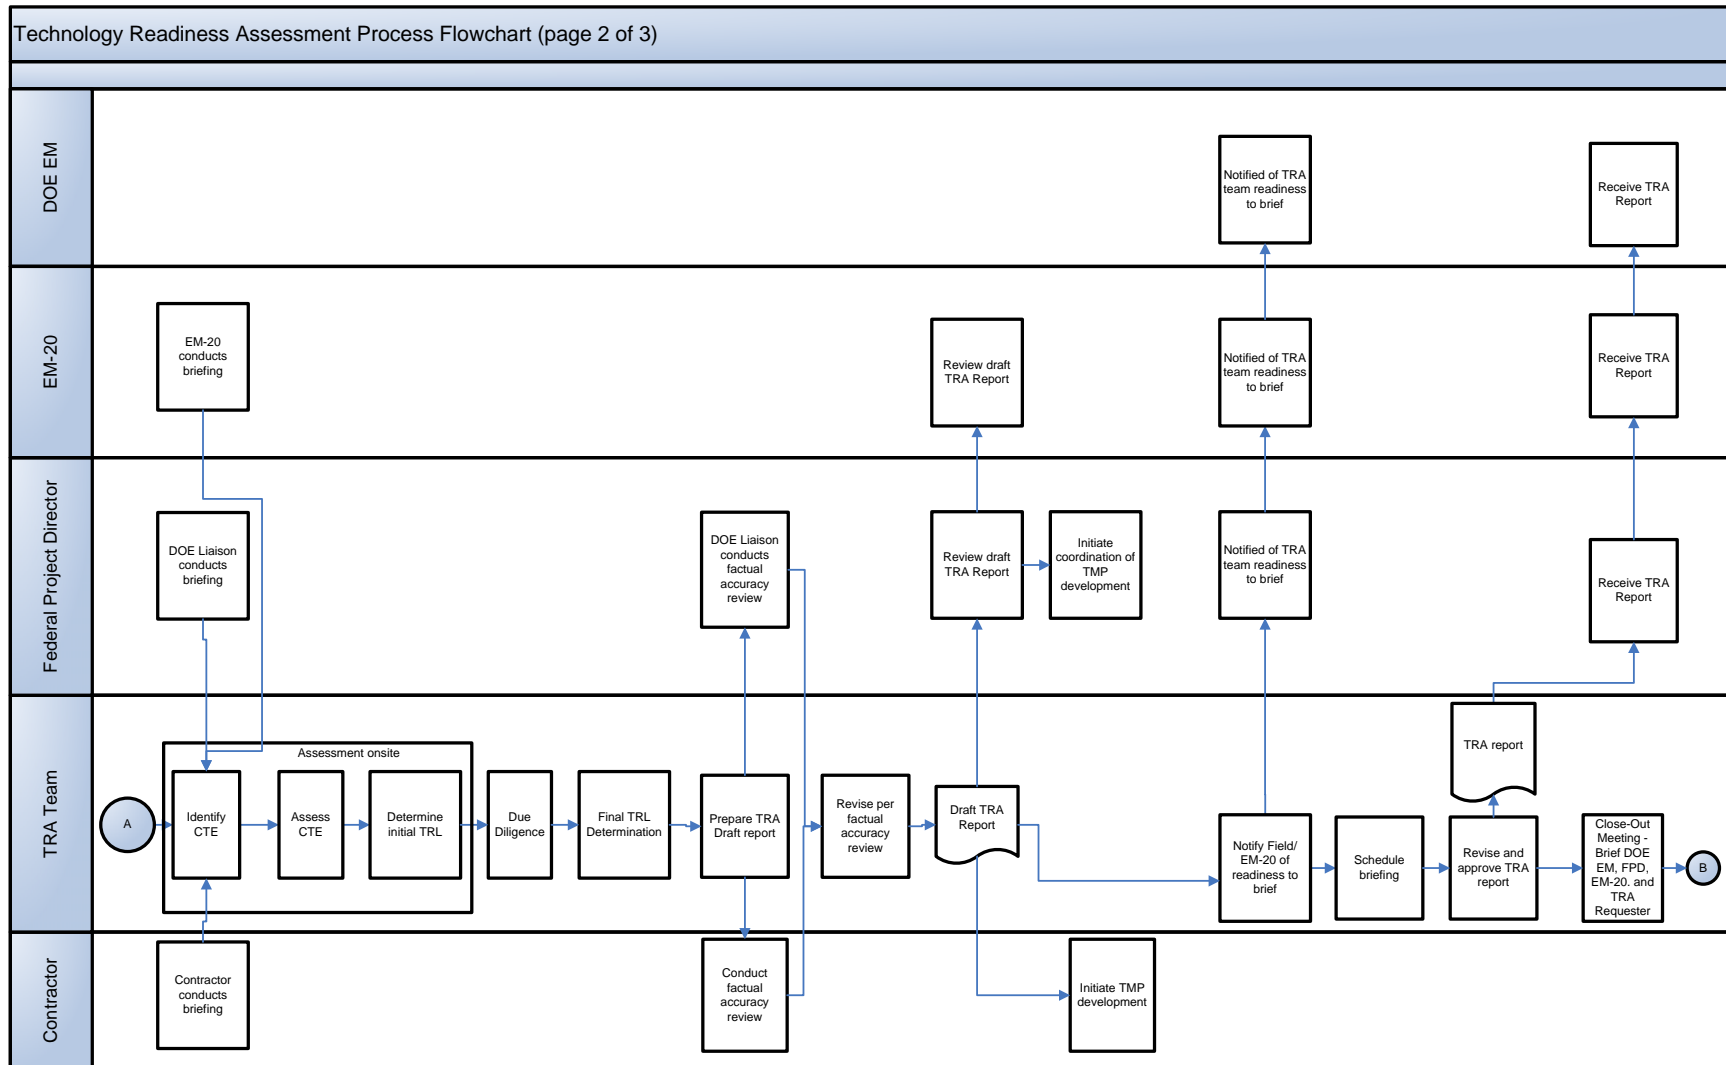 Technology Readiness Assessment Process Flowchart (page 2 of 3)
DOE EM
Notified of TRA
team readiness
to brief
Receive TRA
Report
EM-20
EM-20
conducts
briefing
Review draft
TRA Report
Notified of TRA
team readiness
to brief
Receive TRA
Report
Federal Project Director
DOE Liaison
conducts
briefing
DOE Liaison
conducts
factual
accuracy
review
Review draft
TRA Report
Initiate
coordination of
TMP
development
Notified of TRA
team readiness
to brief
Receive TRA
Report
TRA Team
A
Assessment onsite
Identify
CTE
Assess
CTE
Determine
initial TRL
Due
Diligence
Final TRL
Determination
Prepare TRA
Draft report
Revise per
factual
accuracy
review
Draft TRA
Report
Notify Field/
EM-20 of
readiness to
brief
Schedule
briefing
TRA report
Revise and
approve TRA
report
Close-Out
Meeting -
Brief DOE
EM, FPD,
EM-20. and
TRA
Requester
B
Contractor
Contractor
conducts
briefing
Conduct
factual
accuracy
review
Initiate TMP
development